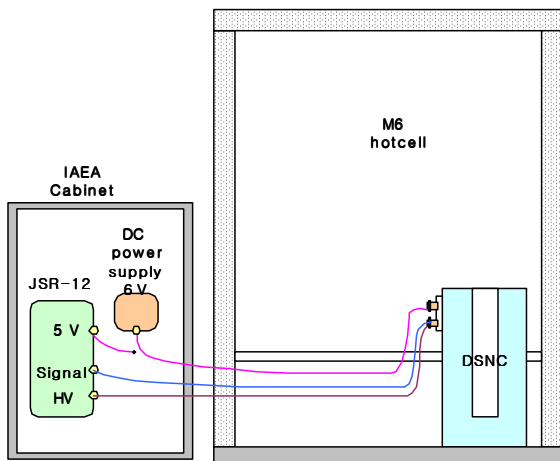 M6
hotcell
IAEA
Cabinet
DC
power
supply
6 V
JSR-12
5 V
Signal
HV
DSNC